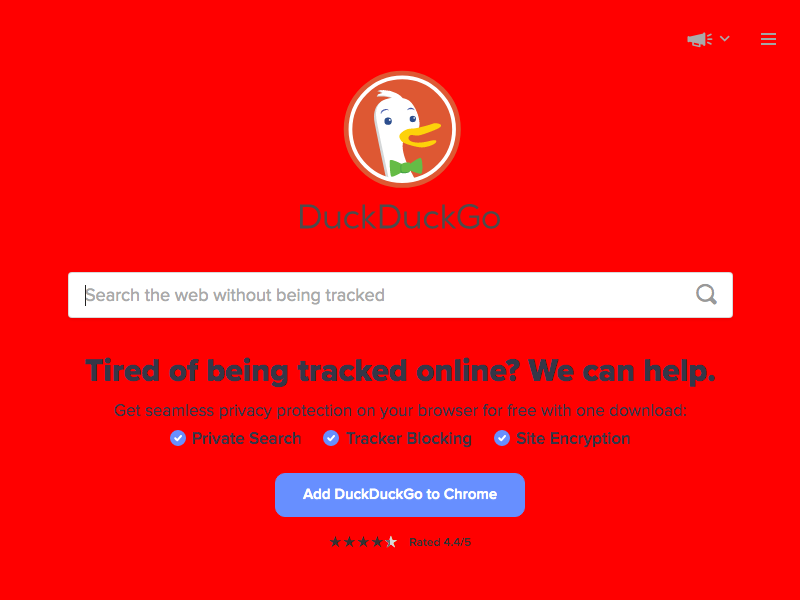 DuckDuckGo
Search the web without being tracked
Tired of being tracked online? We can help.
Get seamless privacy protection on your browser for free with one download:
Private Search Tracker Blocking Site Encryption
Add DuckDuckGo to Chrome
Rated 4.4/5